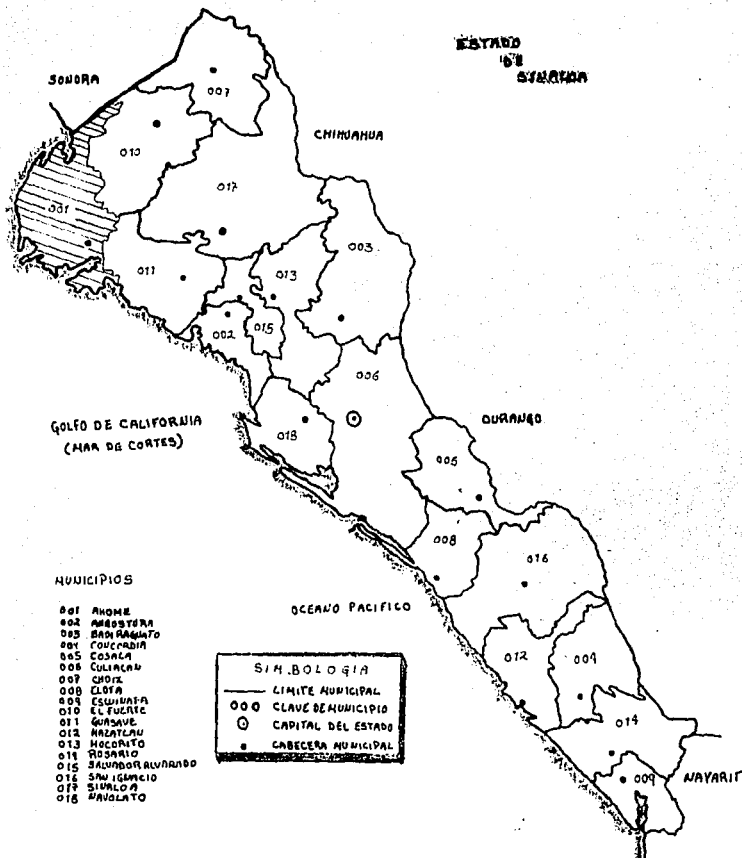 ESTADO
DE
SINALOA
SONORA
007
CHIHUAHUA
010
017
001
003
011
013
002
015
006
GOLFO DE CALIFORNIA
(MAR DE CORTES)
018
DURANGO
005
008
016
OCEANO PACIFICO
012
004
014
009
NAYARIT
MUNICIPIOS
001 AHOME
002 ANGOSTURA
003 BADIRAGUATO
004 CONCORDIA
005 COSALA
006 CULIACAN
007 CHOIX
008 ELOTA
009 ESCUINAPA
010 EL FUERTE
011 GUASAVE
012 MAZATLAN
013 MOCORITO
014 ROSARIO
015 SALVADOR ALVARADO
016 SAN IGNACIO
017 SINALOA
018 NAVOLATO
SIM.BOLOGIA
LIMITE MUNICIPAL
000 CLAVE DE MUNICIPIO
CAPITAL DEL ESTADO
CABECERA MUNICIPAL